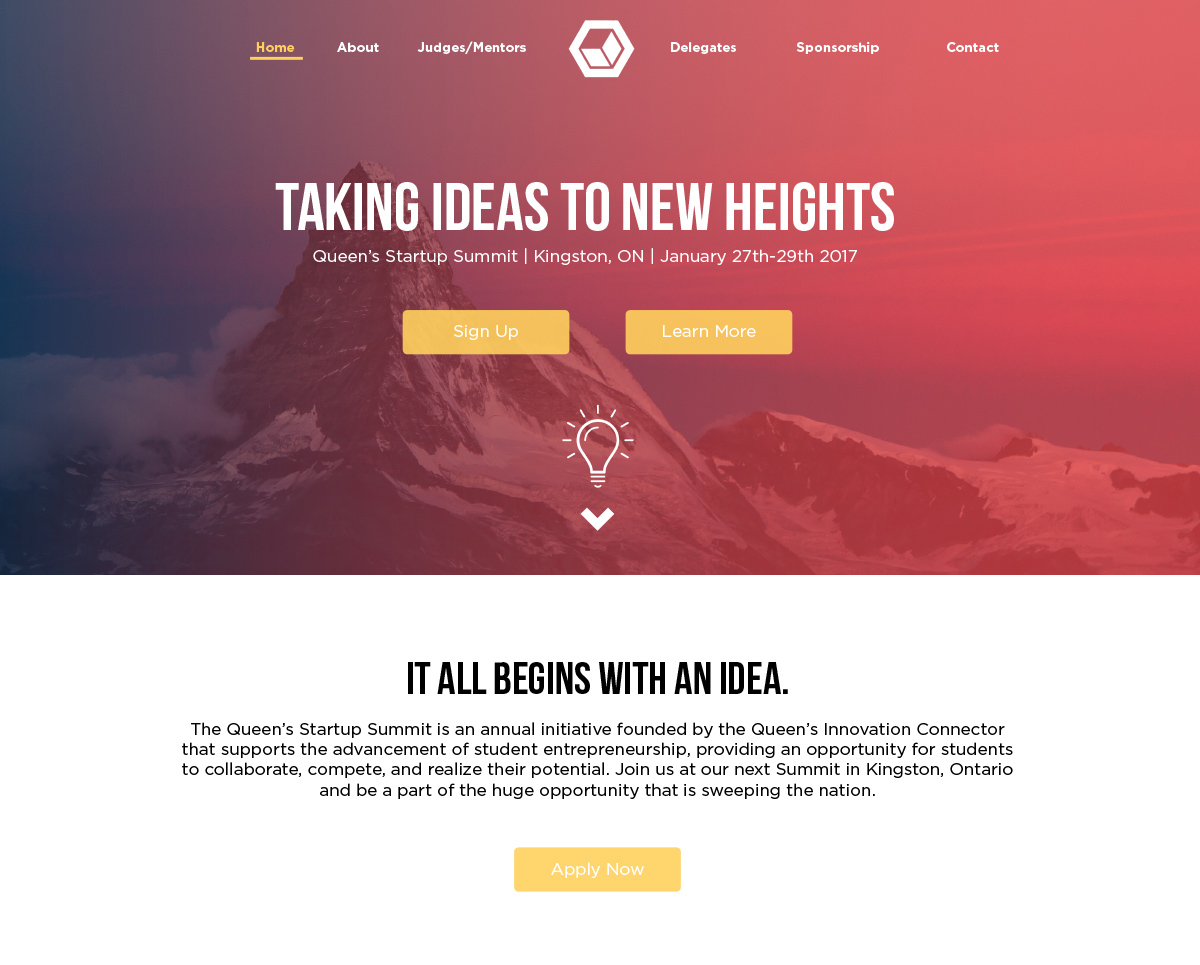 Home About Judges/Mentors Delegates Sponsorship Contact
TAKING IDEAS TO NEW HEIGHTS
Queen’s Startup Summit | Kingston, ON | January 27th-29th 2017
Sign Up Learn More
IT ALL BEGINS WITH AN IDEA.
The Queen’s Startup Summit is an annual initiative founded by the Queen’s Innovation Connector
that supports the advancement of student entrepreneurship, providing an opportunity for students
to collaborate, compete, and realize their potential. Join us at our next Summit in Kingston, Ontario
and be a part of the huge opportunity that is sweeping the nation.
Apply Now